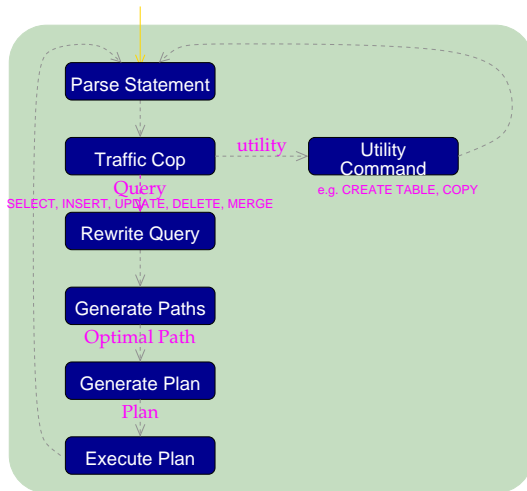 Parse Statement
Traffic Cop
utility
Utility
Command
e.g. CREATE TABLE, COPY
Query
SELECT, INSERT, UPDATE, DELETE, MERGE
Rewrite Query
Generate Paths
Optimal Path
Generate Plan
Plan
Execute Plan